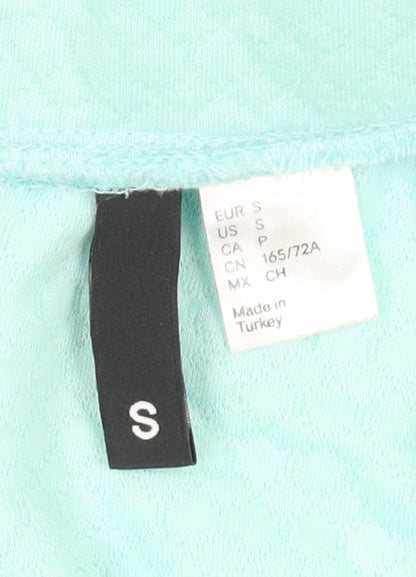 S
EUR S
US S
CA P
CN 165/72A
MX CH
Made in
Turkey